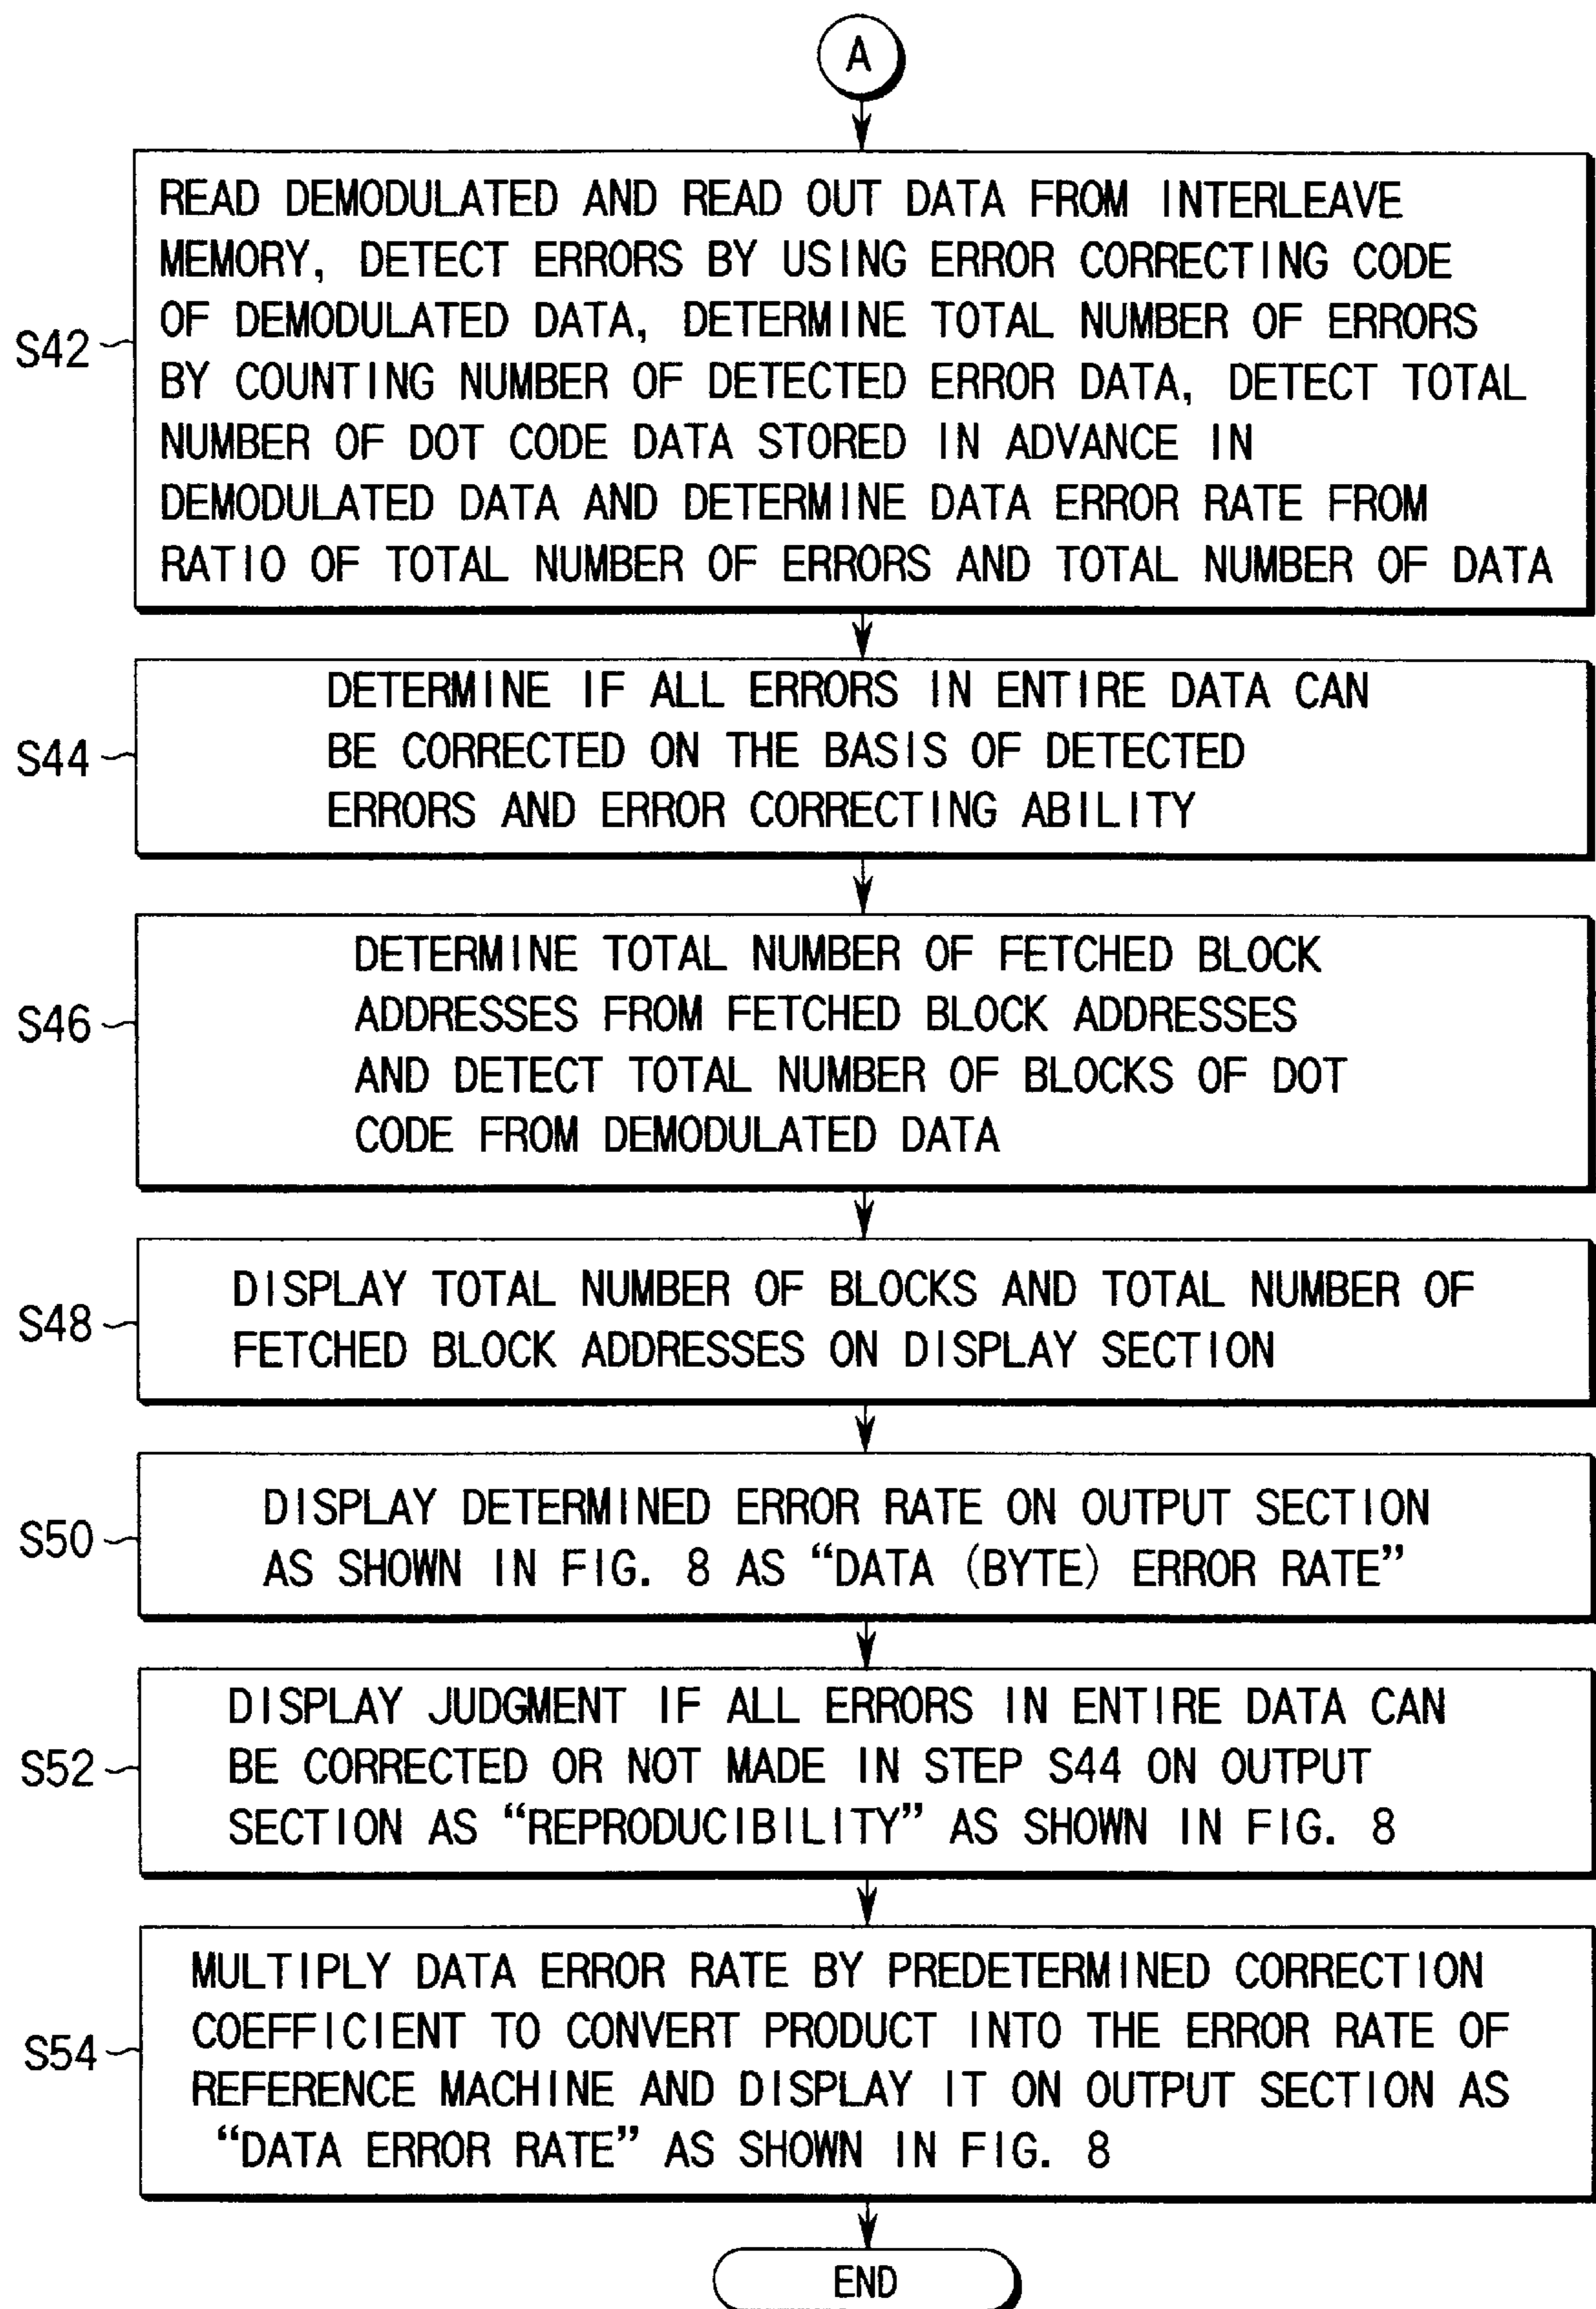 A
READ DEMODULATED AND READ OUT DATA FROM INTERLEAVE
MEMORY, DETECT ERRORS BY USING ERROR CORRECTING CODE
OF DEMODULATED DATA, DETERMINE TOTAL NUMBER OF ERRORS
S42
BY COUNTING NUMBER OF DETECTED ERROR DATA, DETECT TOTAL
NUMBER OF DOT CODE DATA STORED IN ADVANCE IN
DEMODULATED DATA AND DETERMINE DATA ERROR RATE FROM
RATIO OF TOTAL NUMBER OF ERRORS AND TOTAL NUMBER OF DATA
DETERMINE IF ALL ERRORS IN ENTIRE DATA CAN
S44
BE CORRECTED ON THE BASIS OF DETECTED
ERRORS AND ERROR CORRECTING ABILITY
DETERMINE TOTAL NUMBER OF FETCHED BLOCK
S46
ADDRESSES FROM FETCHED BLOCK ADDRESSES
AND DETECT TOTAL NUMBER OF BLOCKS OF DOT
CODE FROM DEMODULATED DATA
S48
DISPLAY TOTAL NUMBER OF BLOCKS AND TOTAL NUMBER OF
FETCHED BLOCK ADDRESSES ON DISPLAY SECTION
S50
DISPLAY DETERMINED ERROR RATE ON OUTPUT SECTION
AS SHOWN IN FIG. 8 AS “DATA (BYTE) ERROR RATE”
DISPLAY JUDGMENT IF ALL ERRORS IN ENTIRE DATA CAN
S52
BE CORRECTED OR NOT MADE IN STEP S44 ON OUTPUT
SECTION AS “REPRODUCIBILITY” AS SHOWN IN FIG. 8
MULTIPLY DATA ERROR RATE BY PREDETERMINED CORRECTION
COEFFICIENT TO CONVERT PRODUCT INTO THE ERROR RATE OF
S54
REFERENCE MACHINE AND DISPLAY IT ON OUTPUT SECTION AS
“DATA ERROR RATE” AS SHOWN IN FIG. 8
END